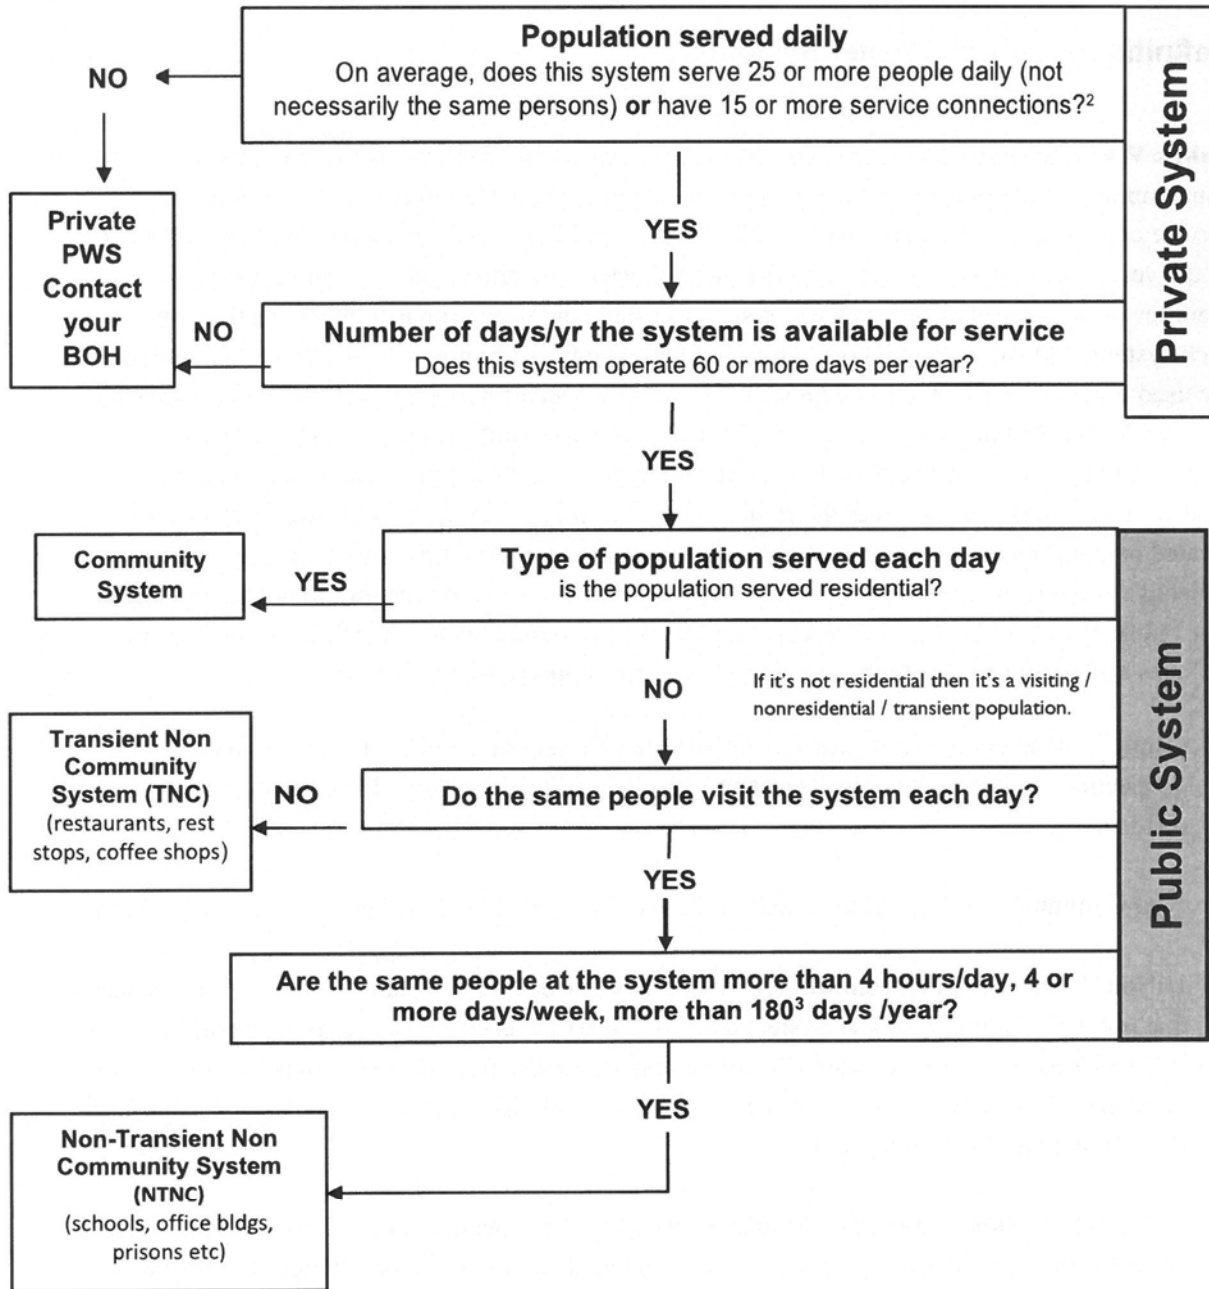 Population served daily
On average, does this system serve 25 or more people daily (not
necessarily the same persons) or have 15 or more service connections?²
NO
Private System
Private
PWS
Contact
your
BOH
YES
NO
Number of days/yr the system is available for service
Does this system operate 60 or more days per year?
YES
Community
System
YES
Type of population served each day
is the population served residential?
NO
If it's not residential then it's a visiting /
nonresidential / transient population.
Public System
Transient Non
Community
System (TNC)
(restaurants, rest
stops, coffee shops)
NO
Do the same people visit the system each day?
YES
Are the same people at the system more than 4 hours/day, 4 or
more days/week, more than 180³ days /year?
YES
Non-Transient Non
Community System
(NTNC)
(schools, office bldgs,
prisons etc)